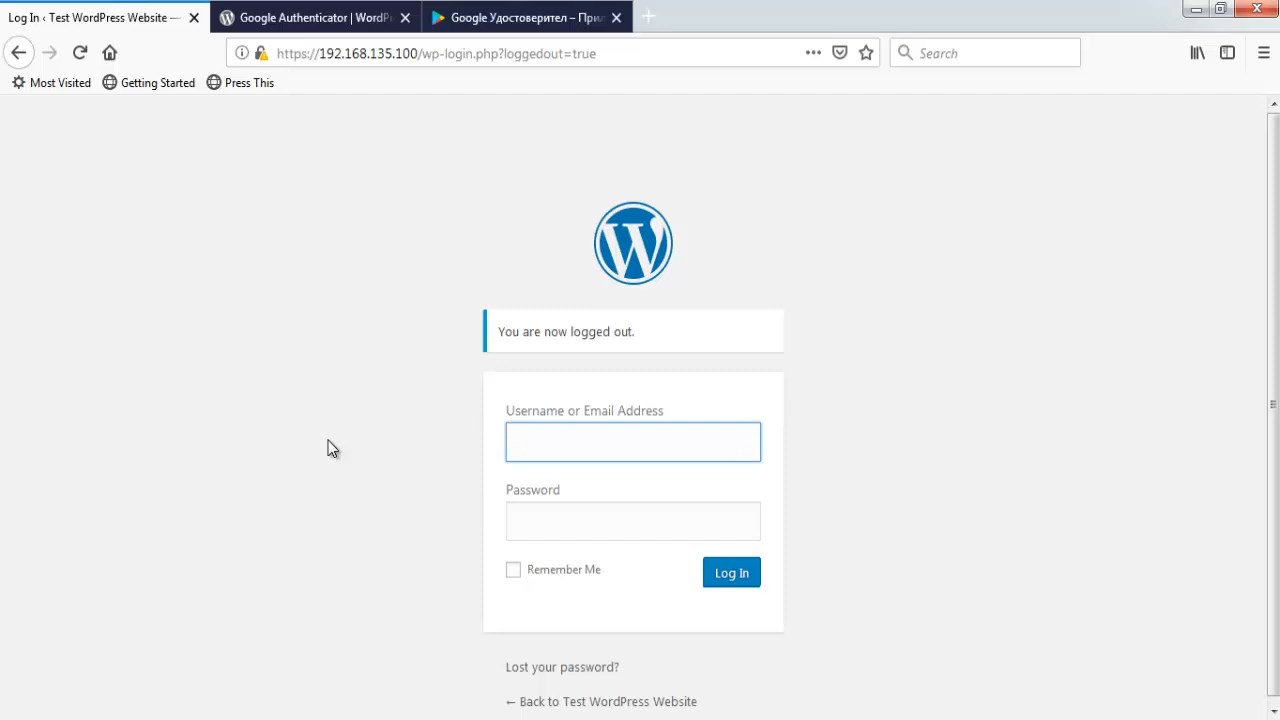 Log In ‹ Test WordPress Website —
Google Authenticator | WordP
Google Удостоверител – Прил
https://192.168.135.100/wp-login.php?loggedout=true
Search
Most Visited
Getting Started
Press This
You are now logged out.
Username or Email Address
Password
Remember Me
Log In
Lost your password?
← Back to Test WordPress Website